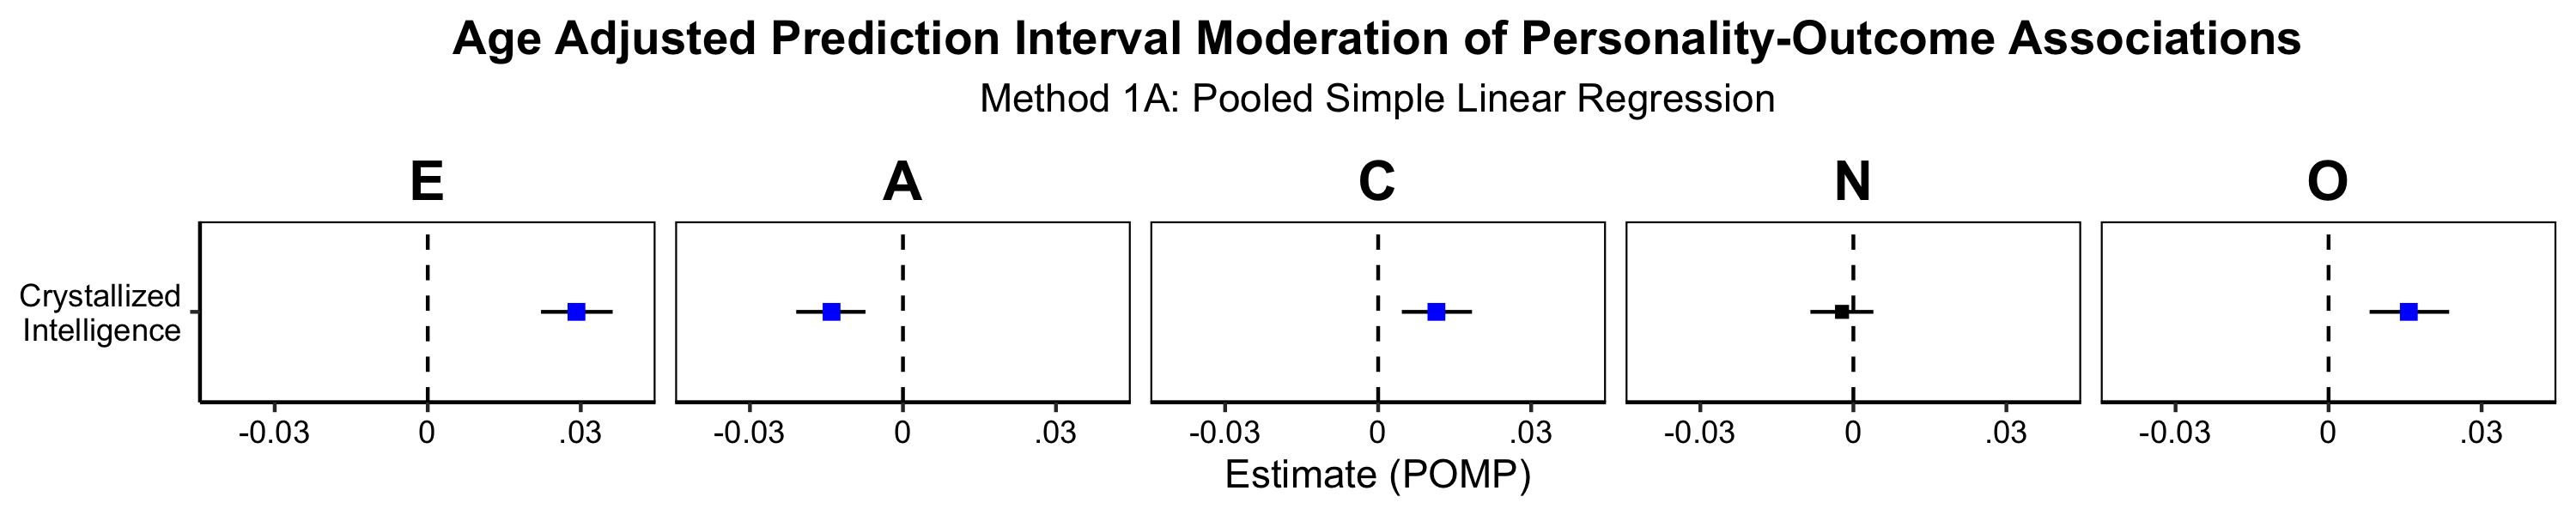 Age Adjusted Prediction Interval Moderation of Personality-Outcome Associations
Method 1A: Pooled Simple Linear Regression
E A C N O
Crystallized
Intelligence
-0.03 0 .03 -0.03 0 .03 -0.03 0 .03 -0.03 0 .03 -0.03 0 .03
Estimate (POMP)